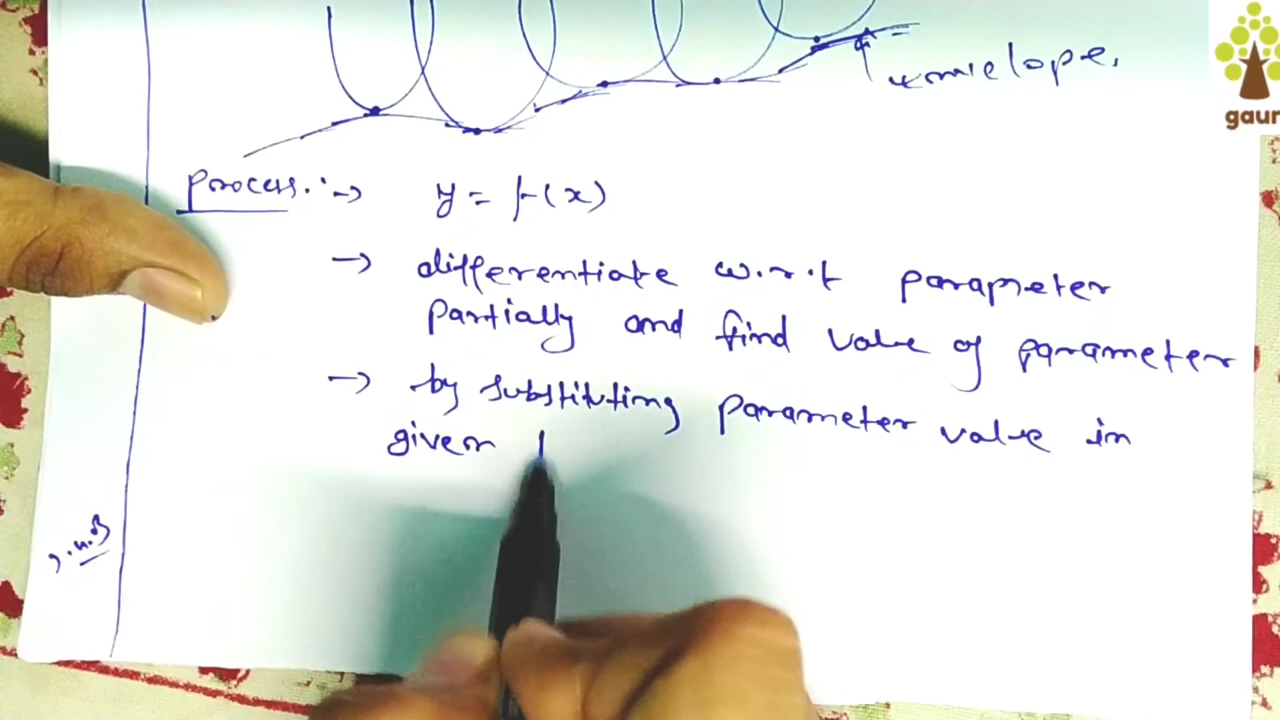 envelope.
gaur
process. :→ y = f(x)
→ differentiate w.r.t parameter
partially and find value of parameter
→ by substituting parameter value in
given